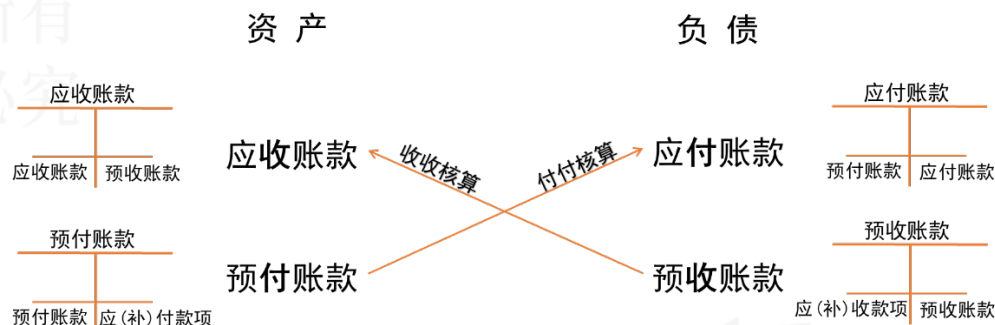 资 产
负 债
应收账款
应收账款
预收账款
应收账款
收收核算
付付核算
应付账款
应付账款
预付账款
应付账款
预付账款
预付账款
应(补)付款项
预付账款
预收账款
预收账款
应(补)收款项
预收账款